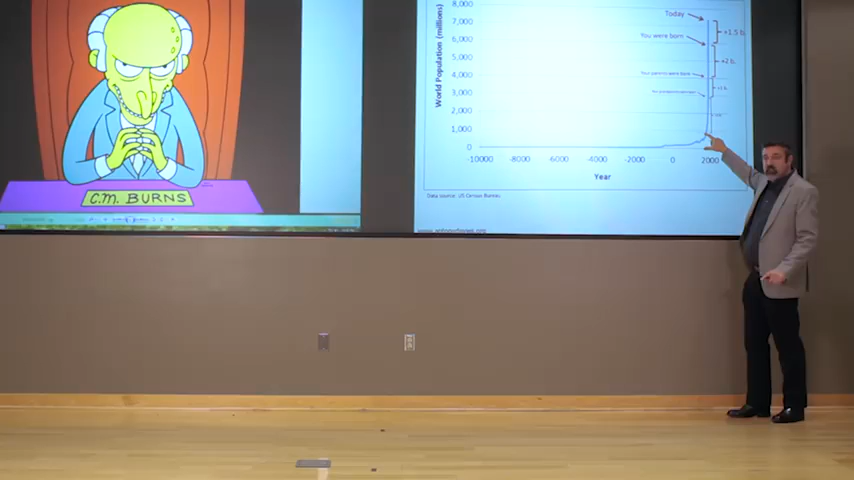 C.M. BURNS
World Population (millions)
8,000
7,000
6,000
5,000
4,000
3,000
2,000
1,000
0
-10000 -8000 -6000 -4000 -2000 0 2000
Year
Today
+1.5 b.
You were born
+2 b.
Your parents were born
Data source: US Census Bureau